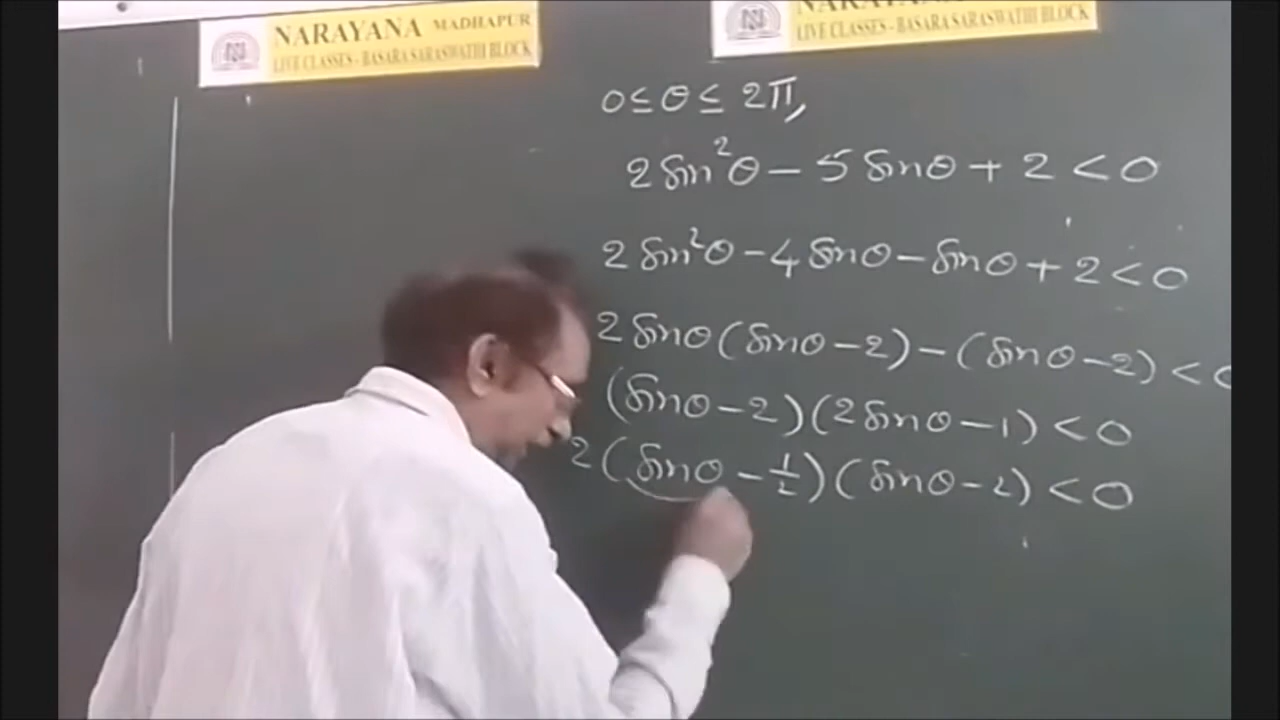 NARAYANA MADHAPUR
LIVE CLASSES - BASARA SARASWATHI BLOCK
NARAYANA MADHAPUR
LIVE CLASSES - BASARA SARASWATHI BLOCK
0 ≤ θ ≤ 2π,
2 sin²θ - 5 sinθ + 2 < 0
2 sin²θ - 4 sinθ - sinθ + 2 < 0
2 sinθ (sinθ - 2) - (sinθ - 2) < 0
(sinθ - 2)(2 sinθ - 1) < 0
2 (sinθ - 1/2)(sinθ - 2) < 0